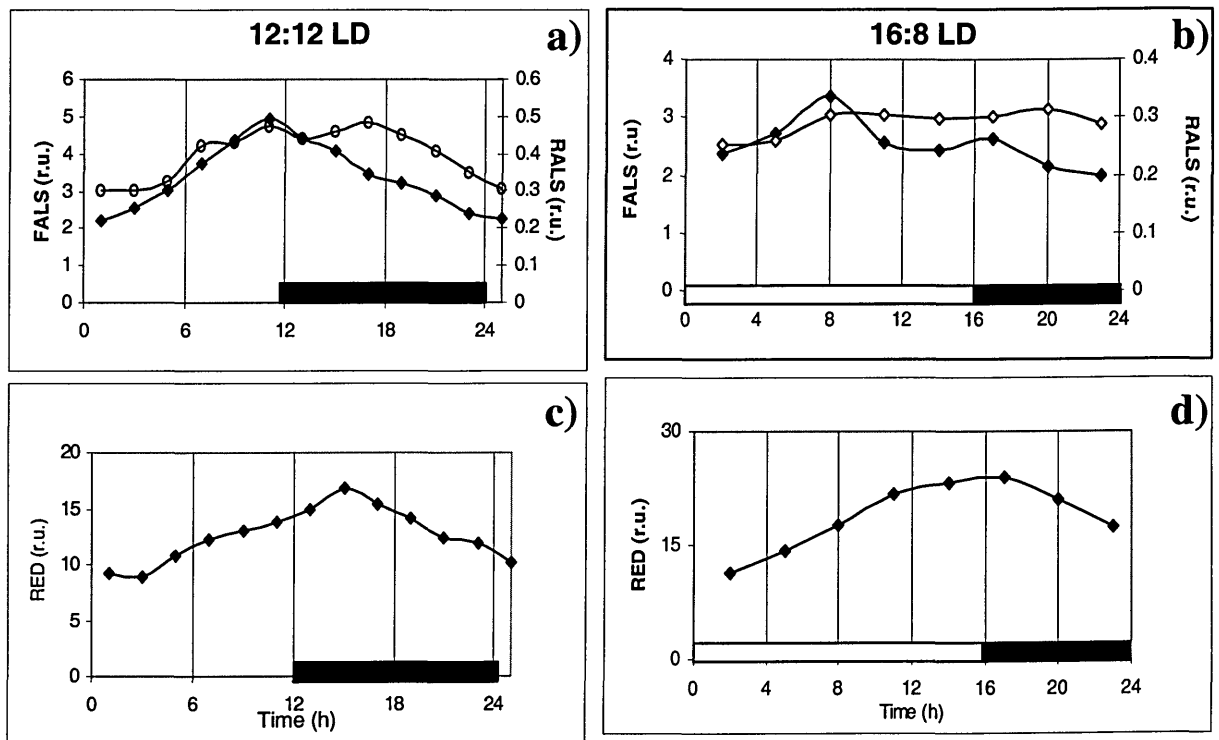 12:12 LD
a)
6
5
4
3
2
1
0
FALS (r.u.)
0.6
0.5
0.4
0.3
0.2
0.1
0
RALS (r.u.)
0 6 12 18 24
16:8 LD
b)
4
3
2
1
0
FALS (r.u)
0.4
0.3
0.2
0.1
0
RALS (r.u.)
0 4 8 12 16 20 24
c)
20
15
10
5
0
RED (r.u.)
0 6 12 18 24
Time (h)
d)
30
15
0
RED (r.u.)
0 4 8 12 16 20 24
Time (h)